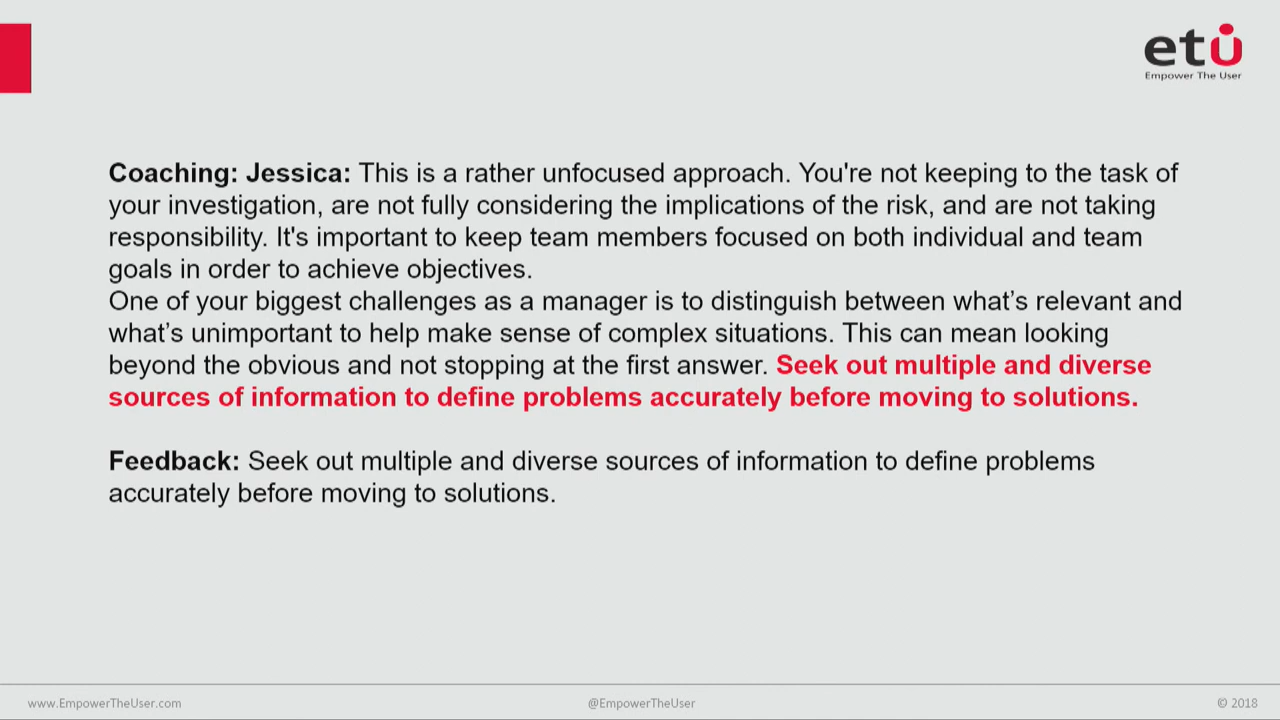 etu
Empower The User
Coaching: Jessica: This is a rather unfocused approach. You're not keeping to the task of
your investigation, are not fully considering the implications of the risk, and are not taking
responsibility. It's important to keep team members focused on both individual and team
goals in order to achieve objectives.
One of your biggest challenges as a manager is to distinguish between what’s relevant and
what’s unimportant to help make sense of complex situations. This can mean looking
beyond the obvious and not stopping at the first answer. Seek out multiple and diverse
sources of information to define problems accurately before moving to solutions.
Feedback: Seek out multiple and diverse sources of information to define problems
accurately before moving to solutions.
www.EmpowerTheUser.com
@EmpowerTheUser
© 2018